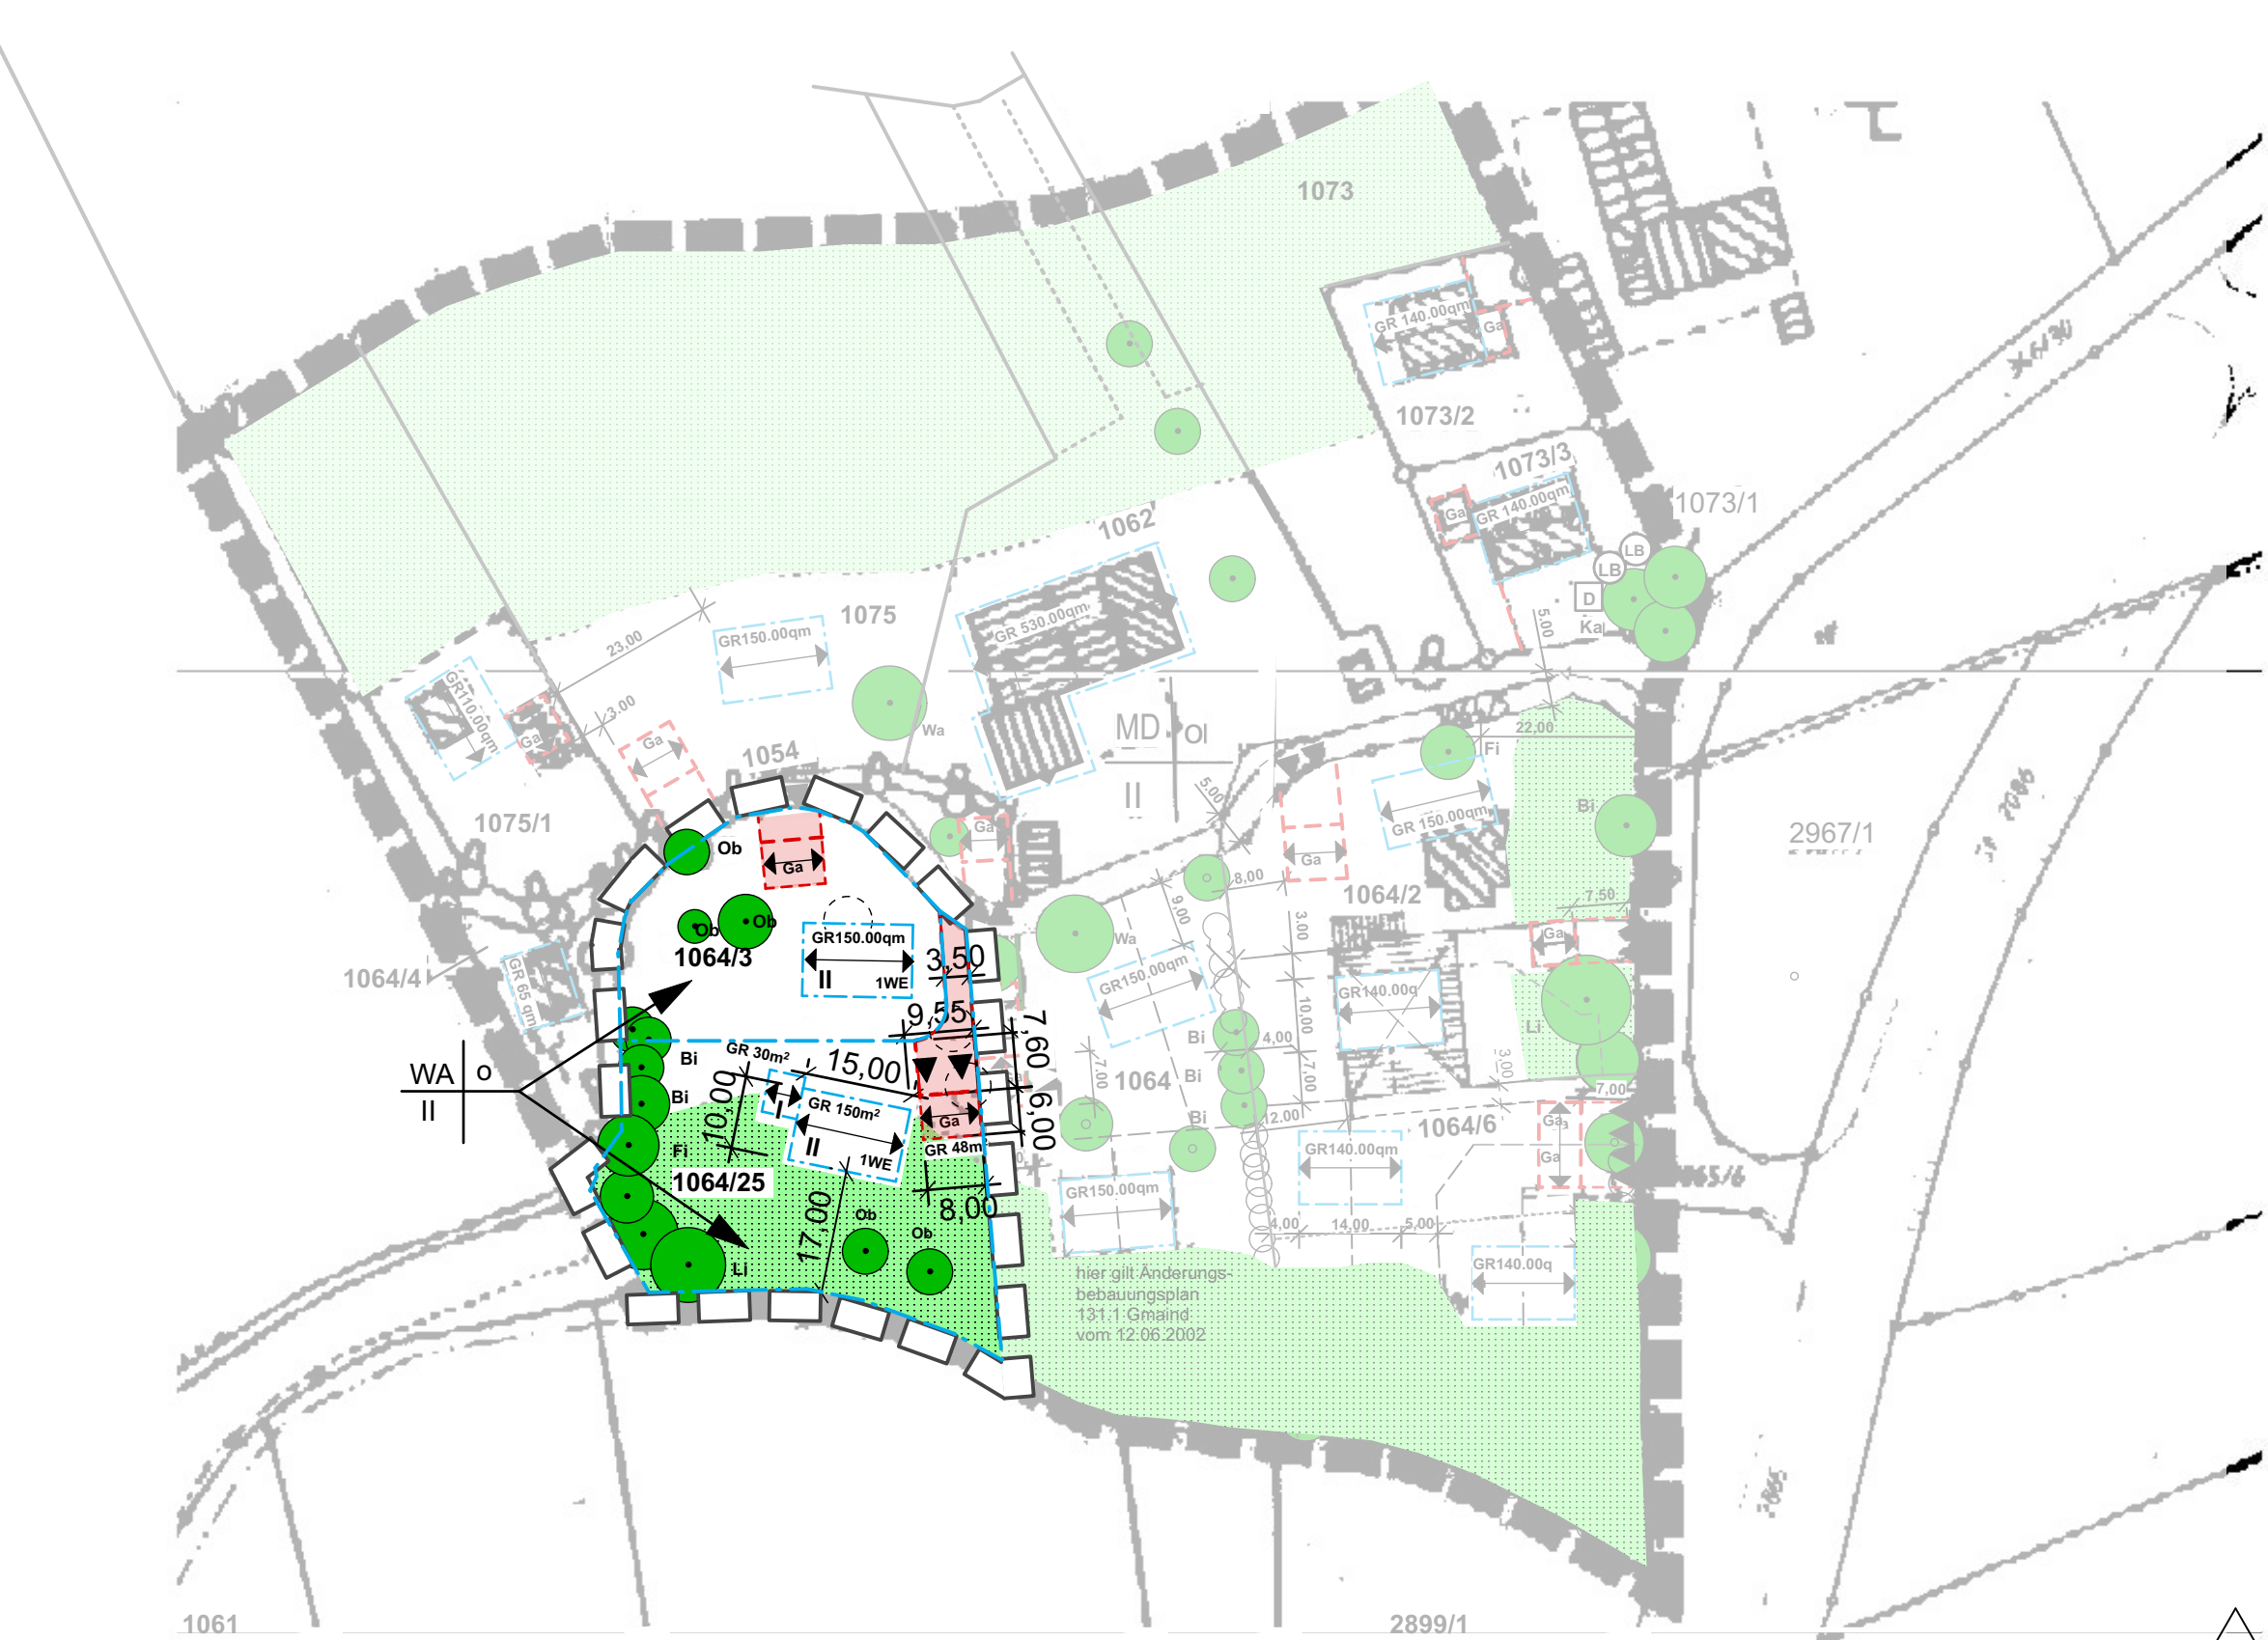 1073
GR 140.00qm
Ga
1073/2
1073/3
Ga
GR 140.00qm
1073/1
1062
LB
LB
D
Ka
5.00
1075
GR150.00qm
GR 530.00qm
23,00
3.00
GR110.00qm
Ga
Ga
Wa
MD
Ol
II
1054
5.00
22,00
Fi
Bi
GR 150.00qm
1075/1
2967/1
Ga
Ga
Ob
Ga
8,00
1064/2
7,50
Ob
Ob
1064/3
GR150.00qm
II
1WE
3,50
Wa
9,00
3.00
Ga
1064/4
GR 65 qm
GR150.00qm
GR140.00q
10,00
Li
9,55
7,60
Bi
4,00
WA
o
II
Bi
GR 30m²
15,00
7,00
1064
Bi
7,00
3,00
7,00
Bi
10,00
I
GR 150m²
II
1WE
Ga
6,00
Bi
12.00
1064/6
Ga
Ga
Fi
GR 48m
1064/25
GR140.00qm
GR150.00qm
8,00
17,00
Ob
Ob
Li
4,00
14,00
5,00
GR140.00q
hier gilt Änderungs-
bebauungsplan
131.1 Gmaind
vom 12.06.2002
1061
2899/1